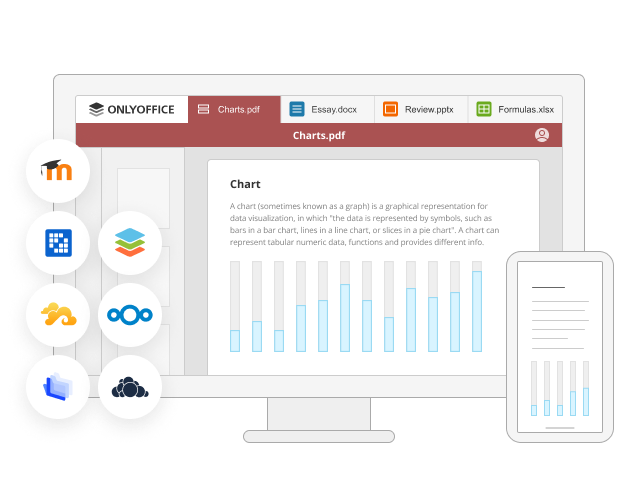 ONLYOFFICE
Charts.pdf
Essay.docx
Review.pptx
Formulas.xlsx
Charts.pdf
Chart
A chart (sometimes known as a graph) is a graphical representation for
data visualization, in which "the data is represented by symbols, such as
bars in a bar chart, lines in a line chart, or slices in a pie chart". A chart can
represent tabular numeric data, functions and provides different info.